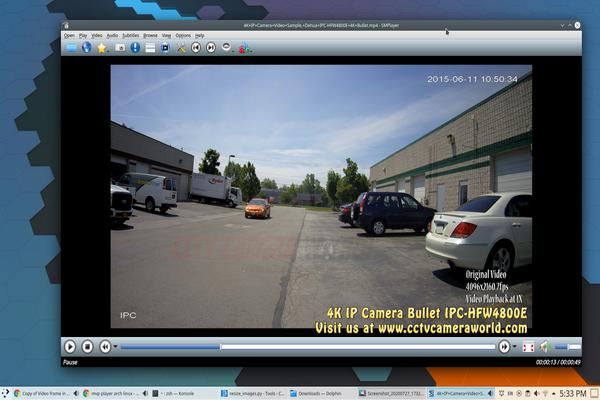 4K+IP+Camera+Video+Sample,+Dahua+IPC-HFW4800E+4K+Bullet.mp4 - SMPlayer
Open Play Video Audio Subtitles Browse View Options Help
2015-06-11 10:50:34
Original Video
4096x2160,7fps
Video Playback at 1X
IPC
4K IP Camera Bullet IPC-HFW4800E
Visit us at www.cctvcameraworld.com
Pause
00:00:13 / 00:00:49
Copy of Video frame in
mvp player arch linux -
~ : zsh — Konsole
resize_images.py - Tools - C...
Downloads — Dolphin
Screenshot_20200727_1732...
4K+IP+Camera+Video+S...
EN
5:33 PM